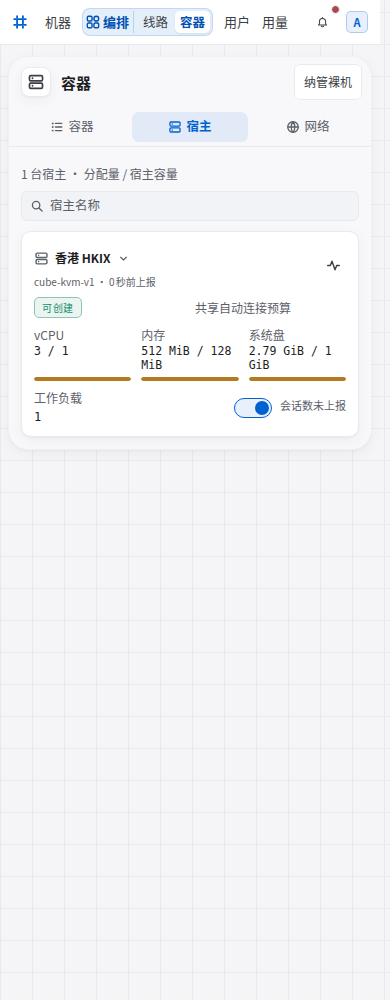 机器 编排 线路 容器 用户 用量 A
容器 纳管裸机
容器 宿主 网络
1 台宿主 · 分配量 / 宿主容量
宿主名称
香港 HKIX
cube-kvm-v1 · 0 秒前上报
可创建 共享自动连接预算
vCPU 内存 系统盘
3 / 1 512 MiB / 128 MiB 2.79 GiB / 1 GiB
工作负载
1
会话数未上报